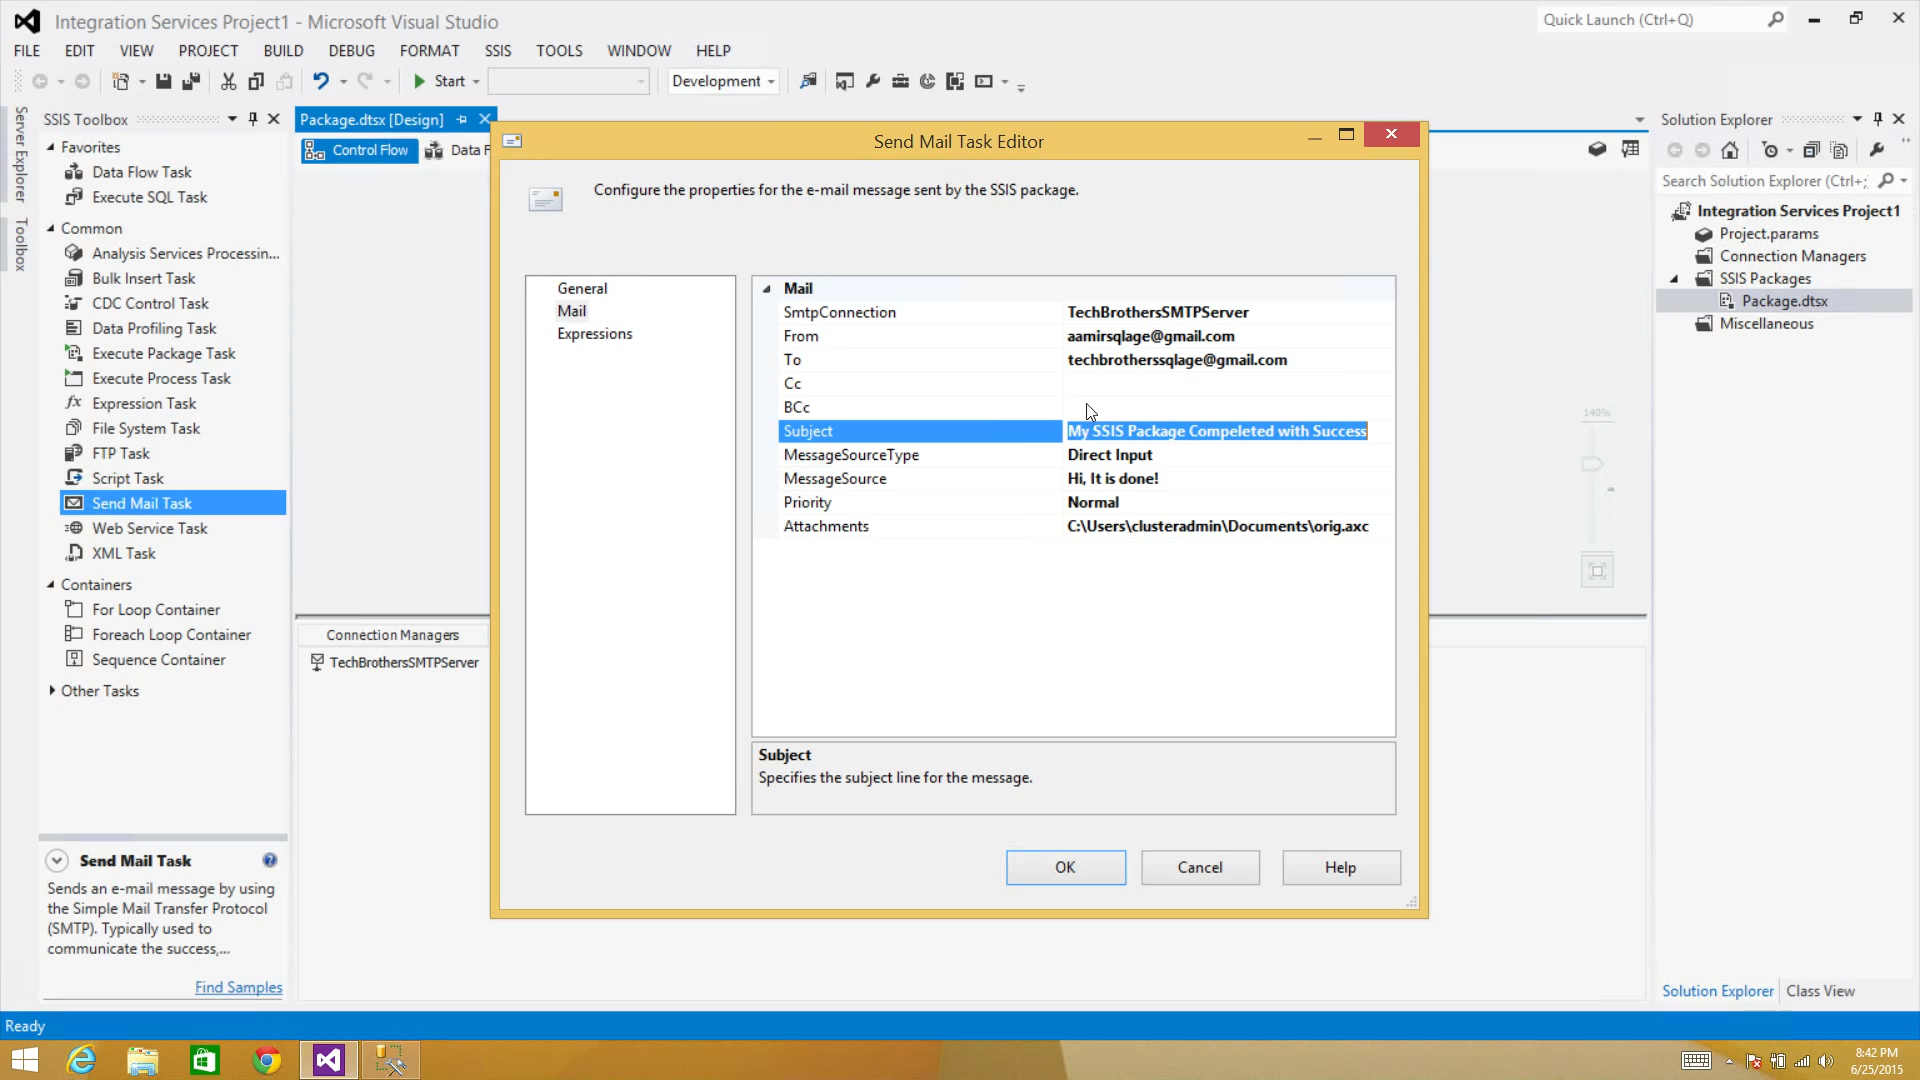 Integration Services Project1 - Microsoft Visual Studio
Quick Launch (Ctrl+Q)
FILE EDIT VIEW PROJECT BUILD DEBUG FORMAT SSIS TOOLS WINDOW HELP
Start
Development
Server Explorer
Toolbox
SSIS Toolbox
Favorites
Data Flow Task
Execute SQL Task
Common
Analysis Services Processin...
Bulk Insert Task
CDC Control Task
Data Profiling Task
Execute Package Task
Execute Process Task
Expression Task
File System Task
FTP Task
Script Task
Send Mail Task
Web Service Task
XML Task
Containers
For Loop Container
Foreach Loop Container
Sequence Container
Other Tasks
Send Mail Task
Sends an e-mail message by using
the Simple Mail Transfer Protocol
(SMTP). Typically used to
communicate the success,...
Find Samples
Package.dtsx [Design]
Control Flow
Data F
Connection Managers
TechBrothersSMTPServer
140%
Send Mail Task Editor
Configure the properties for the e-mail message sent by the SSIS package.
General
Mail
Expressions
Mail
SmtpConnection TechBrothersSMTPServer
From aamirsqlage@gmail.com
To techbrotherssqlage@gmail.com
Cc
BCc
Subject My SSIS Package Compeleted with Success
MessageSourceType Direct Input
MessageSource Hi, It is done!
Priority Normal
Attachments C:\Users\clusteradmin\Documents\orig.axc
Subject
Specifies the subject line for the message.
OK Cancel Help
Solution Explorer
Search Solution Explorer (Ctrl+;
Integration Services Project1
Project.params
Connection Managers
SSIS Packages
Package.dtsx
Miscellaneous
Solution Explorer Class View
Ready
8:42 PM
6/25/2015